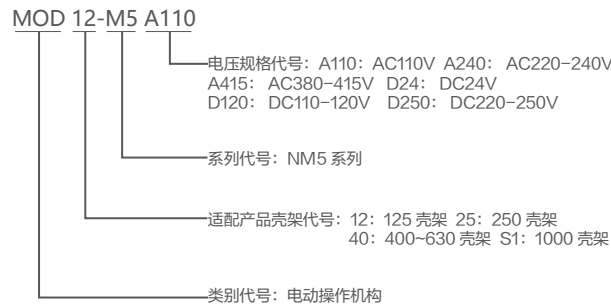 MOD 12-M5 A110
电压规格代号：A110：AC110V A240：AC220-240V
A415：AC380-415V D24：DC24V
D120：DC110-120V D250：DC220-250V
系列代号：NM5 系列
适配产品壳架代号：12：125 壳架 25：250 壳架
40：400~630 壳架 S1：1000 壳架
类别代号：电动操作机构